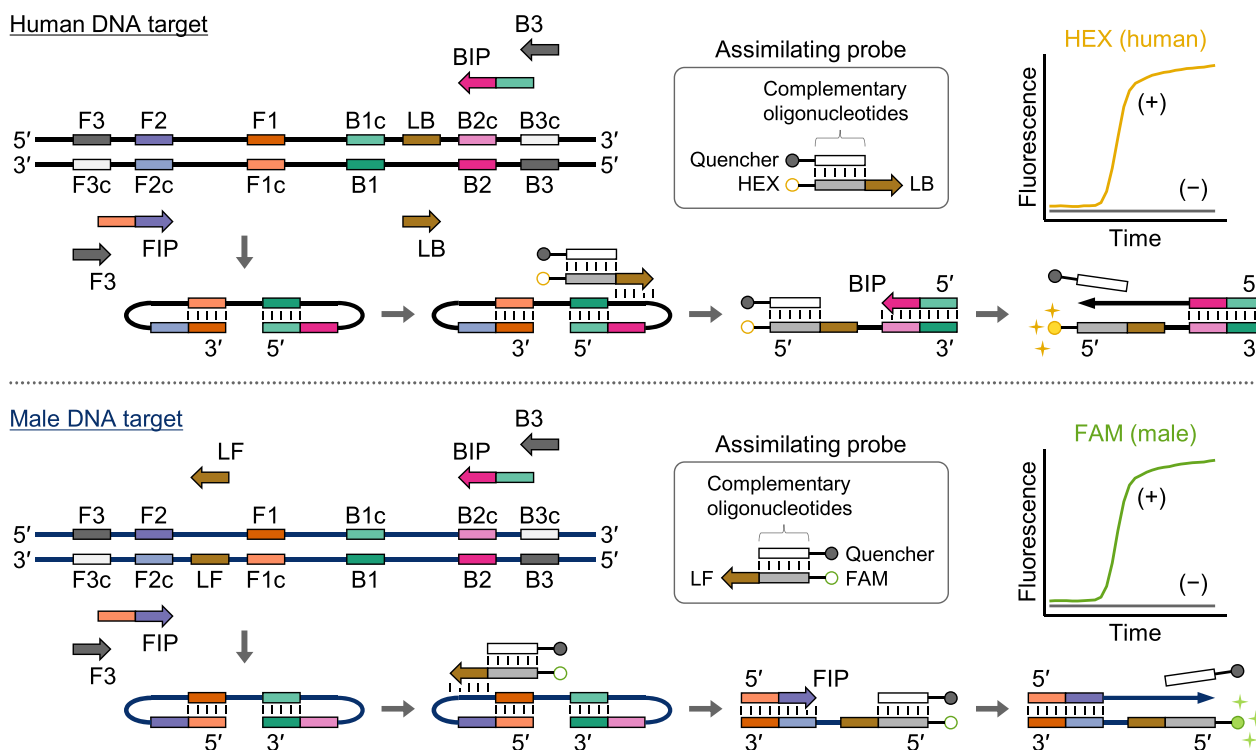 Human DNA target
B3
BIP
F3 F2 F1 B1c LB B2c B3c
5′ 3′
3′ 5′
F3c F2c F1c B1 B2 B3
FIP
LB
F3
Assimilating probe
Complementary
oligonucleotides
Quencher
HEX LB
HEX (human)
Fluorescence
(+)
(−)
Time
3′ 5′
3′ 5′
BIP 5′
5′ 3′
5′
5′ 3′
Male DNA target
B3
LF
BIP
F3 F2 F1 B1c B2c B3c
5′ 3′
3′ 5′
F3c F2c LF F1c B1 B2 B3
FIP
F3
Assimilating probe
Complementary
oligonucleotides
Quencher
LF FAM
FAM (male)
Fluorescence
(+)
(−)
Time
5′ 3′
5′ 3′
5′ FIP
3′ 5′
5′
3′ 5′